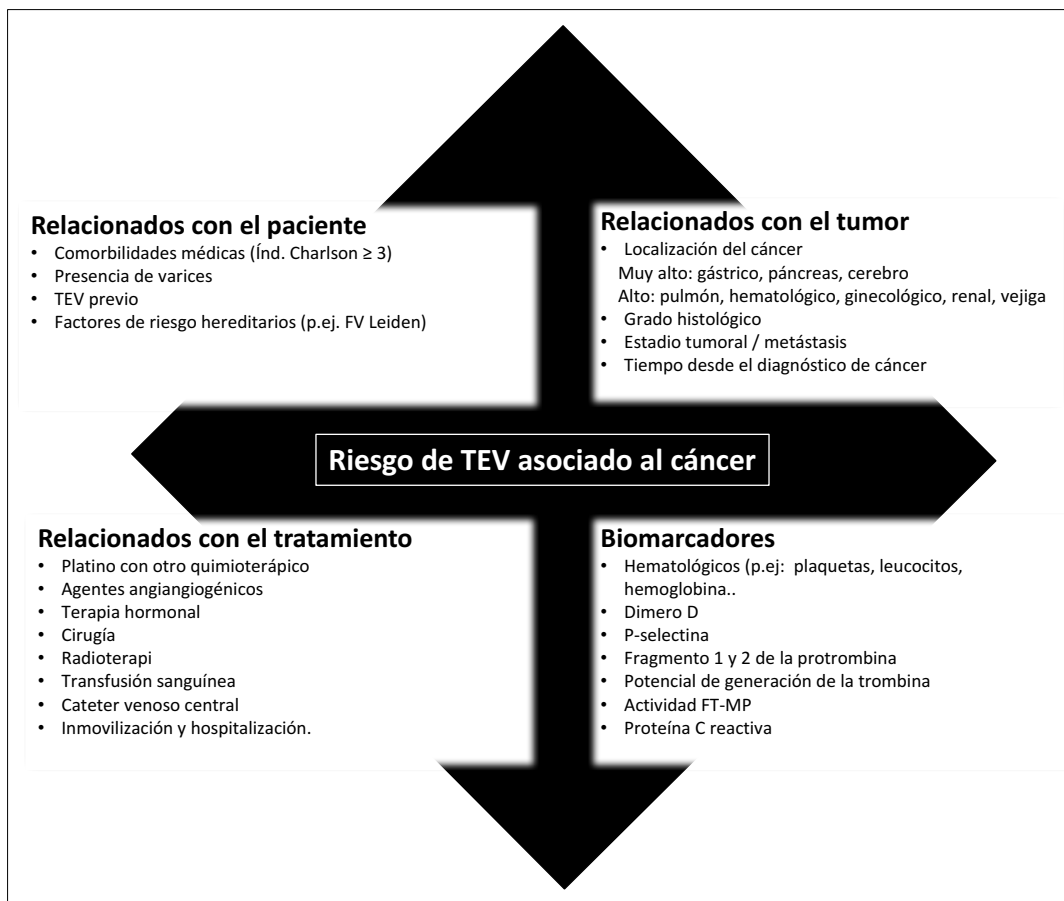 Relacionados con el paciente
• Comorbilidades médicas (Índ. Charlson ≥ 3)
• Presencia de varices
• TEV previo
• Factores de riesgo hereditarios (p.ej. FV Leiden)
Relacionados con el tumor
• Localización del cáncer
Muy alto: gástrico, páncreas, cerebro
Alto: pulmón, hematológico, ginecológico, renal, vejiga
• Grado histológico
• Estadio tumoral / metástasis
• Tiempo desde el diagnóstico de cáncer
Riesgo de TEV asociado al cáncer
Relacionados con el tratamiento
• Platino con otro quimioterápico
• Agentes angiangiogénicos
• Terapia hormonal
• Cirugía
• Radioterapi
• Transfusión sanguínea
• Cateter venoso central
• Inmovilización y hospitalización.
Biomarcadores
• Hematológicos (p.ej: plaquetas, leucocitos,
hemoglobina..
• Dimero D
• P-selectina
• Fragmento 1 y 2 de la protrombina
• Potencial de generación de la trombina
• Actividad FT-MP
• Proteína C reactiva